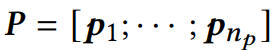 P = [p₁; ⋯ ; pₙₚ]